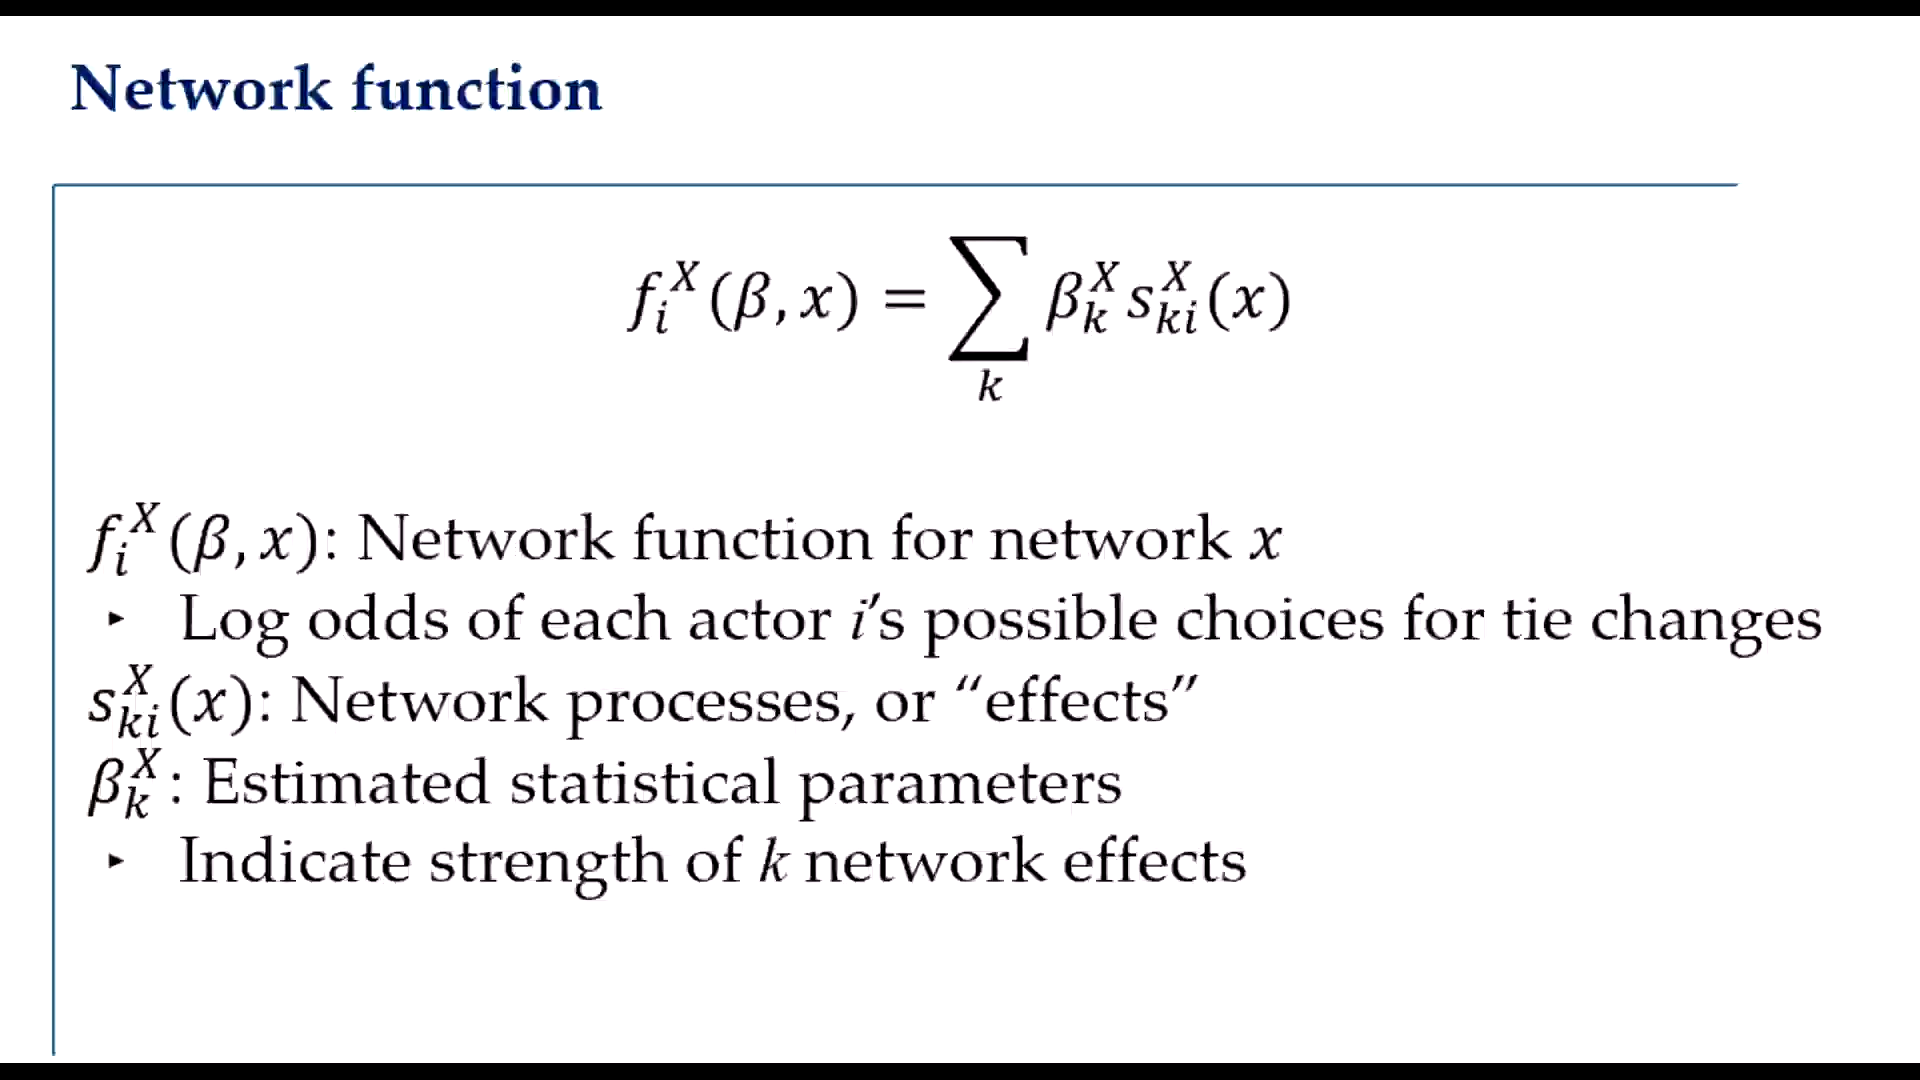 Network function
f_i^X(β, x) = ∑_k β_k^X s_ki^X(x)
f_i^X(β, x): Network function for network x
‣ Log odds of each actor i’s possible choices for tie changes
s_ki^X(x): Network processes, or “effects”
β_k^X: Estimated statistical parameters
‣ Indicate strength of k network effects